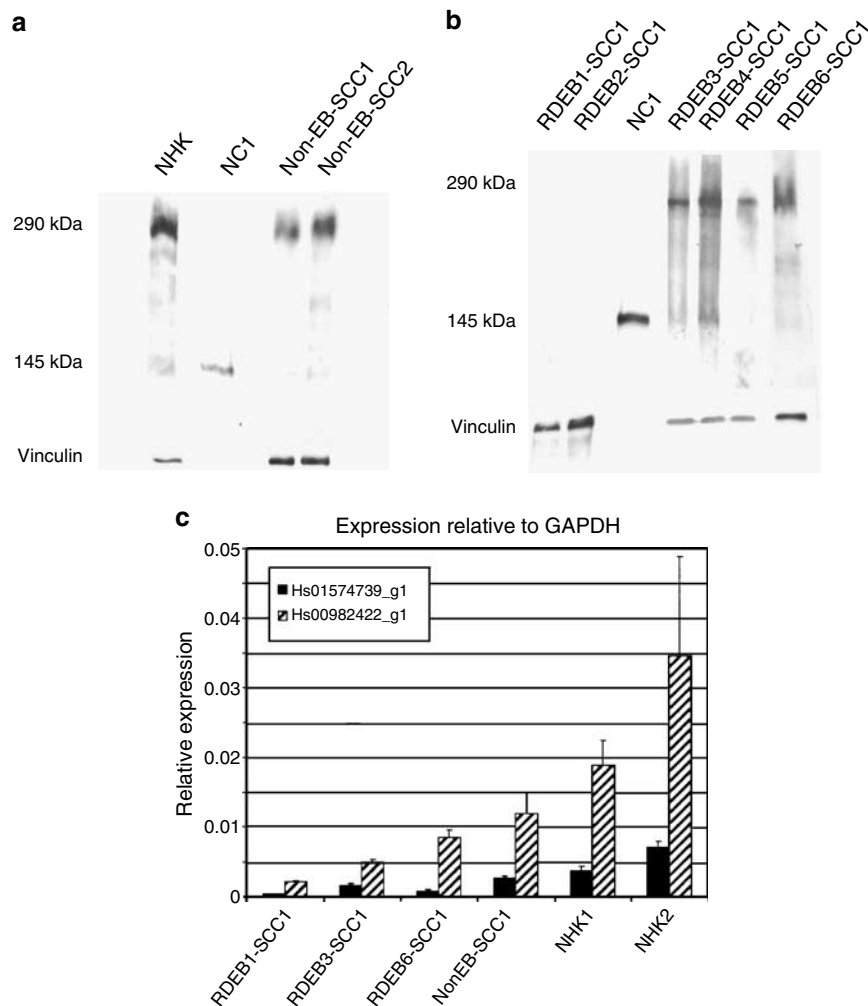 a
NHK
NC1
Non-EB-SCC1
Non-EB-SCC2
290 kDa
145 kDa
Vinculin
b
RDEB1-SCC1
RDEB2-SCC1
NC1
RDEB3-SCC1
RDEB4-SCC1
RDEB5-SCC1
RDEB6-SCC1
290 kDa
145 kDa
Vinculin
c
Expression relative to GAPDH
0.05
0.04
0.03
0.02
0.01
0
Relative expression
Hs01574739_g1
Hs00982422_g1
RDEB1-SCC1
RDEB3-SCC1
RDEB6-SCC1
NonEB-SCC1
NHK1
NHK2